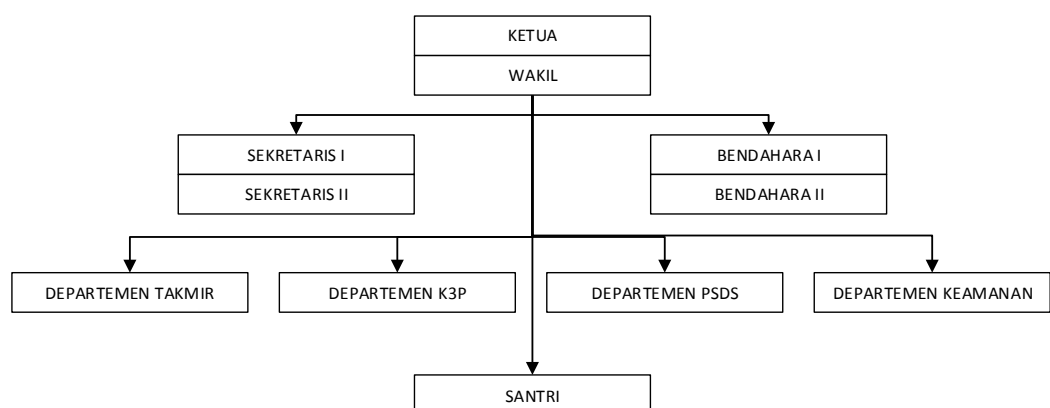 KETUA
WAKIL
SEKRETARIS I
BENDAHARA I
SEKRETARIS II
BENDAHARA II
DEPARTEMEN TAKMIR
DEPARTEMEN K3P
DEPARTEMEN PSDS
DEPARTEMEN KEAMANAN
SANTRI